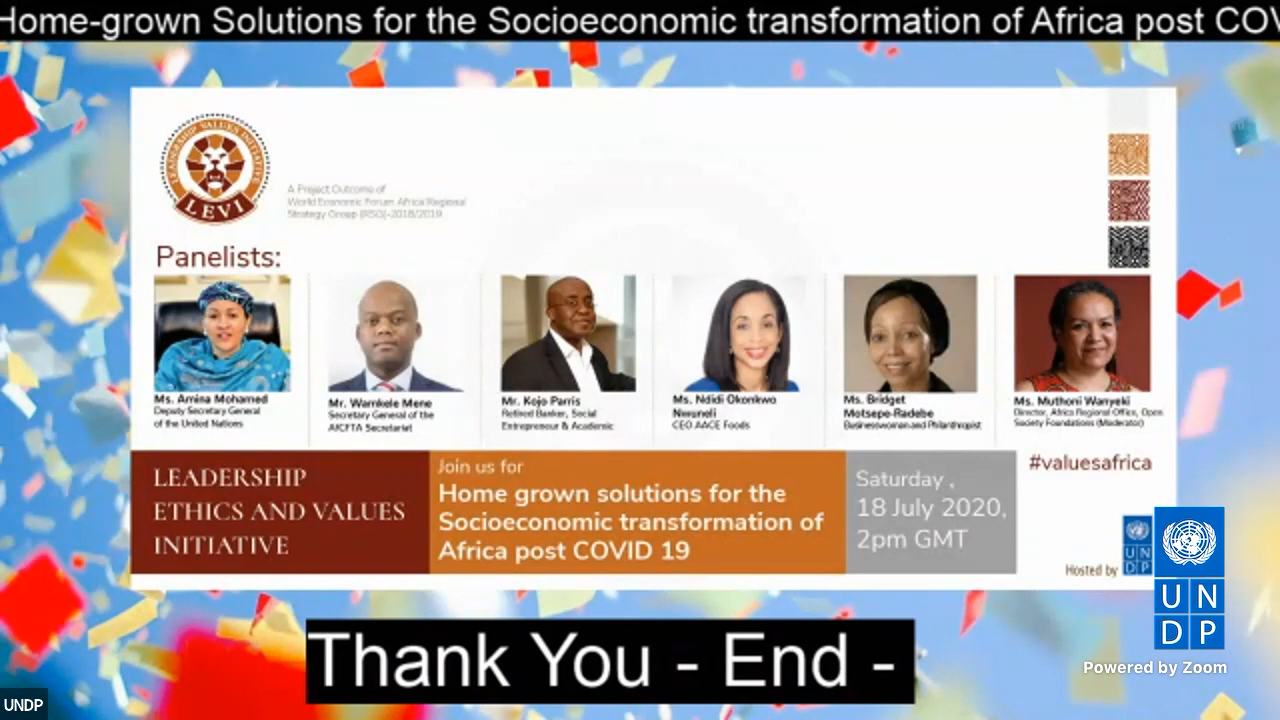 Home-grown Solutions for the Socioeconomic transformation of Africa post COV
LEADERSHIP VALUES INITIATIVE
LEVI
A Project Outcome of
World Economic Forum Africa Regional
Strategy Group (RSG)-2018/2019
Panelists:
Ms. Amina Mohamed
Deputy Secretary General
of the United Nations
Mr. Wamkele Mene
Secretary General of the
AfCFTA Secretariat
Mr. Kojo Parris
Retired Banker, Social
Entrepreneur & Academic
Ms. Ndidi Okonkwo
Nwuneli
CEO AACE Foods
Ms. Bridget
Motsepe-Radebe
Businesswoman and Philanthropist
Ms. Muthoni Wanyeki
Director, Africa Regional Office, Open
Society Foundations (Moderator)
LEADERSHIP
ETHICS AND VALUES
INITIATIVE
Join us for
Home grown solutions for the
Socioeconomic transformation of
Africa post COVID 19
Saturday ,
18 July 2020,
2pm GMT
#valuesafrica
Hosted by
U N
D P
U N
D P
Powered by Zoom
Thank You - End -
UNDP